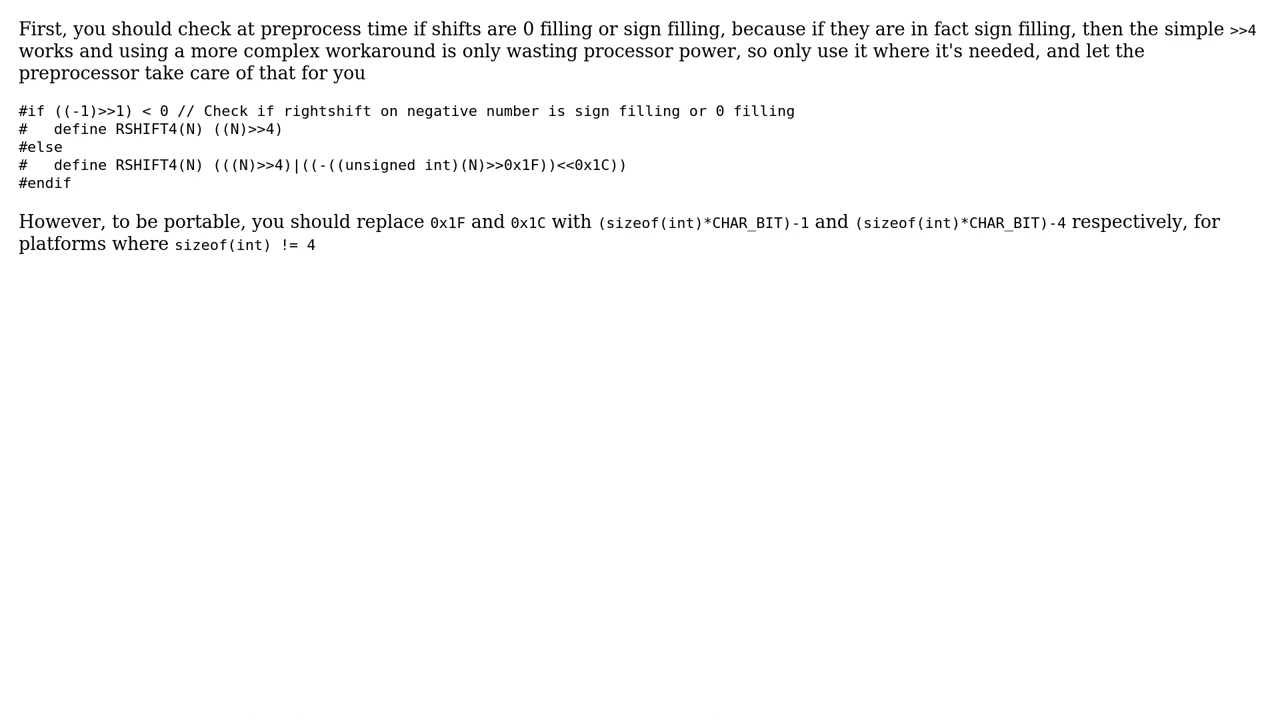 First, you should check at preprocess time if shifts are 0 filling or sign filling, because if they are in fact sign filling, then the simple >>4
works and using a more complex workaround is only wasting processor power, so only use it where it's needed, and let the
preprocessor take care of that for you
#if ((-1)>>1) < 0 // Check if rightshift on negative number is sign filling or 0 filling
#   define RSHIFT4(N) ((N)>>4)
#else
#   define RSHIFT4(N) (((N)>>4)|((-((unsigned int)(N)>>0x1F))<<0x1C))
#endif
However, to be portable, you should replace 0x1F and 0x1C with (sizeof(int)*CHAR_BIT)-1 and (sizeof(int)*CHAR_BIT)-4 respectively, for
platforms where sizeof(int) != 4